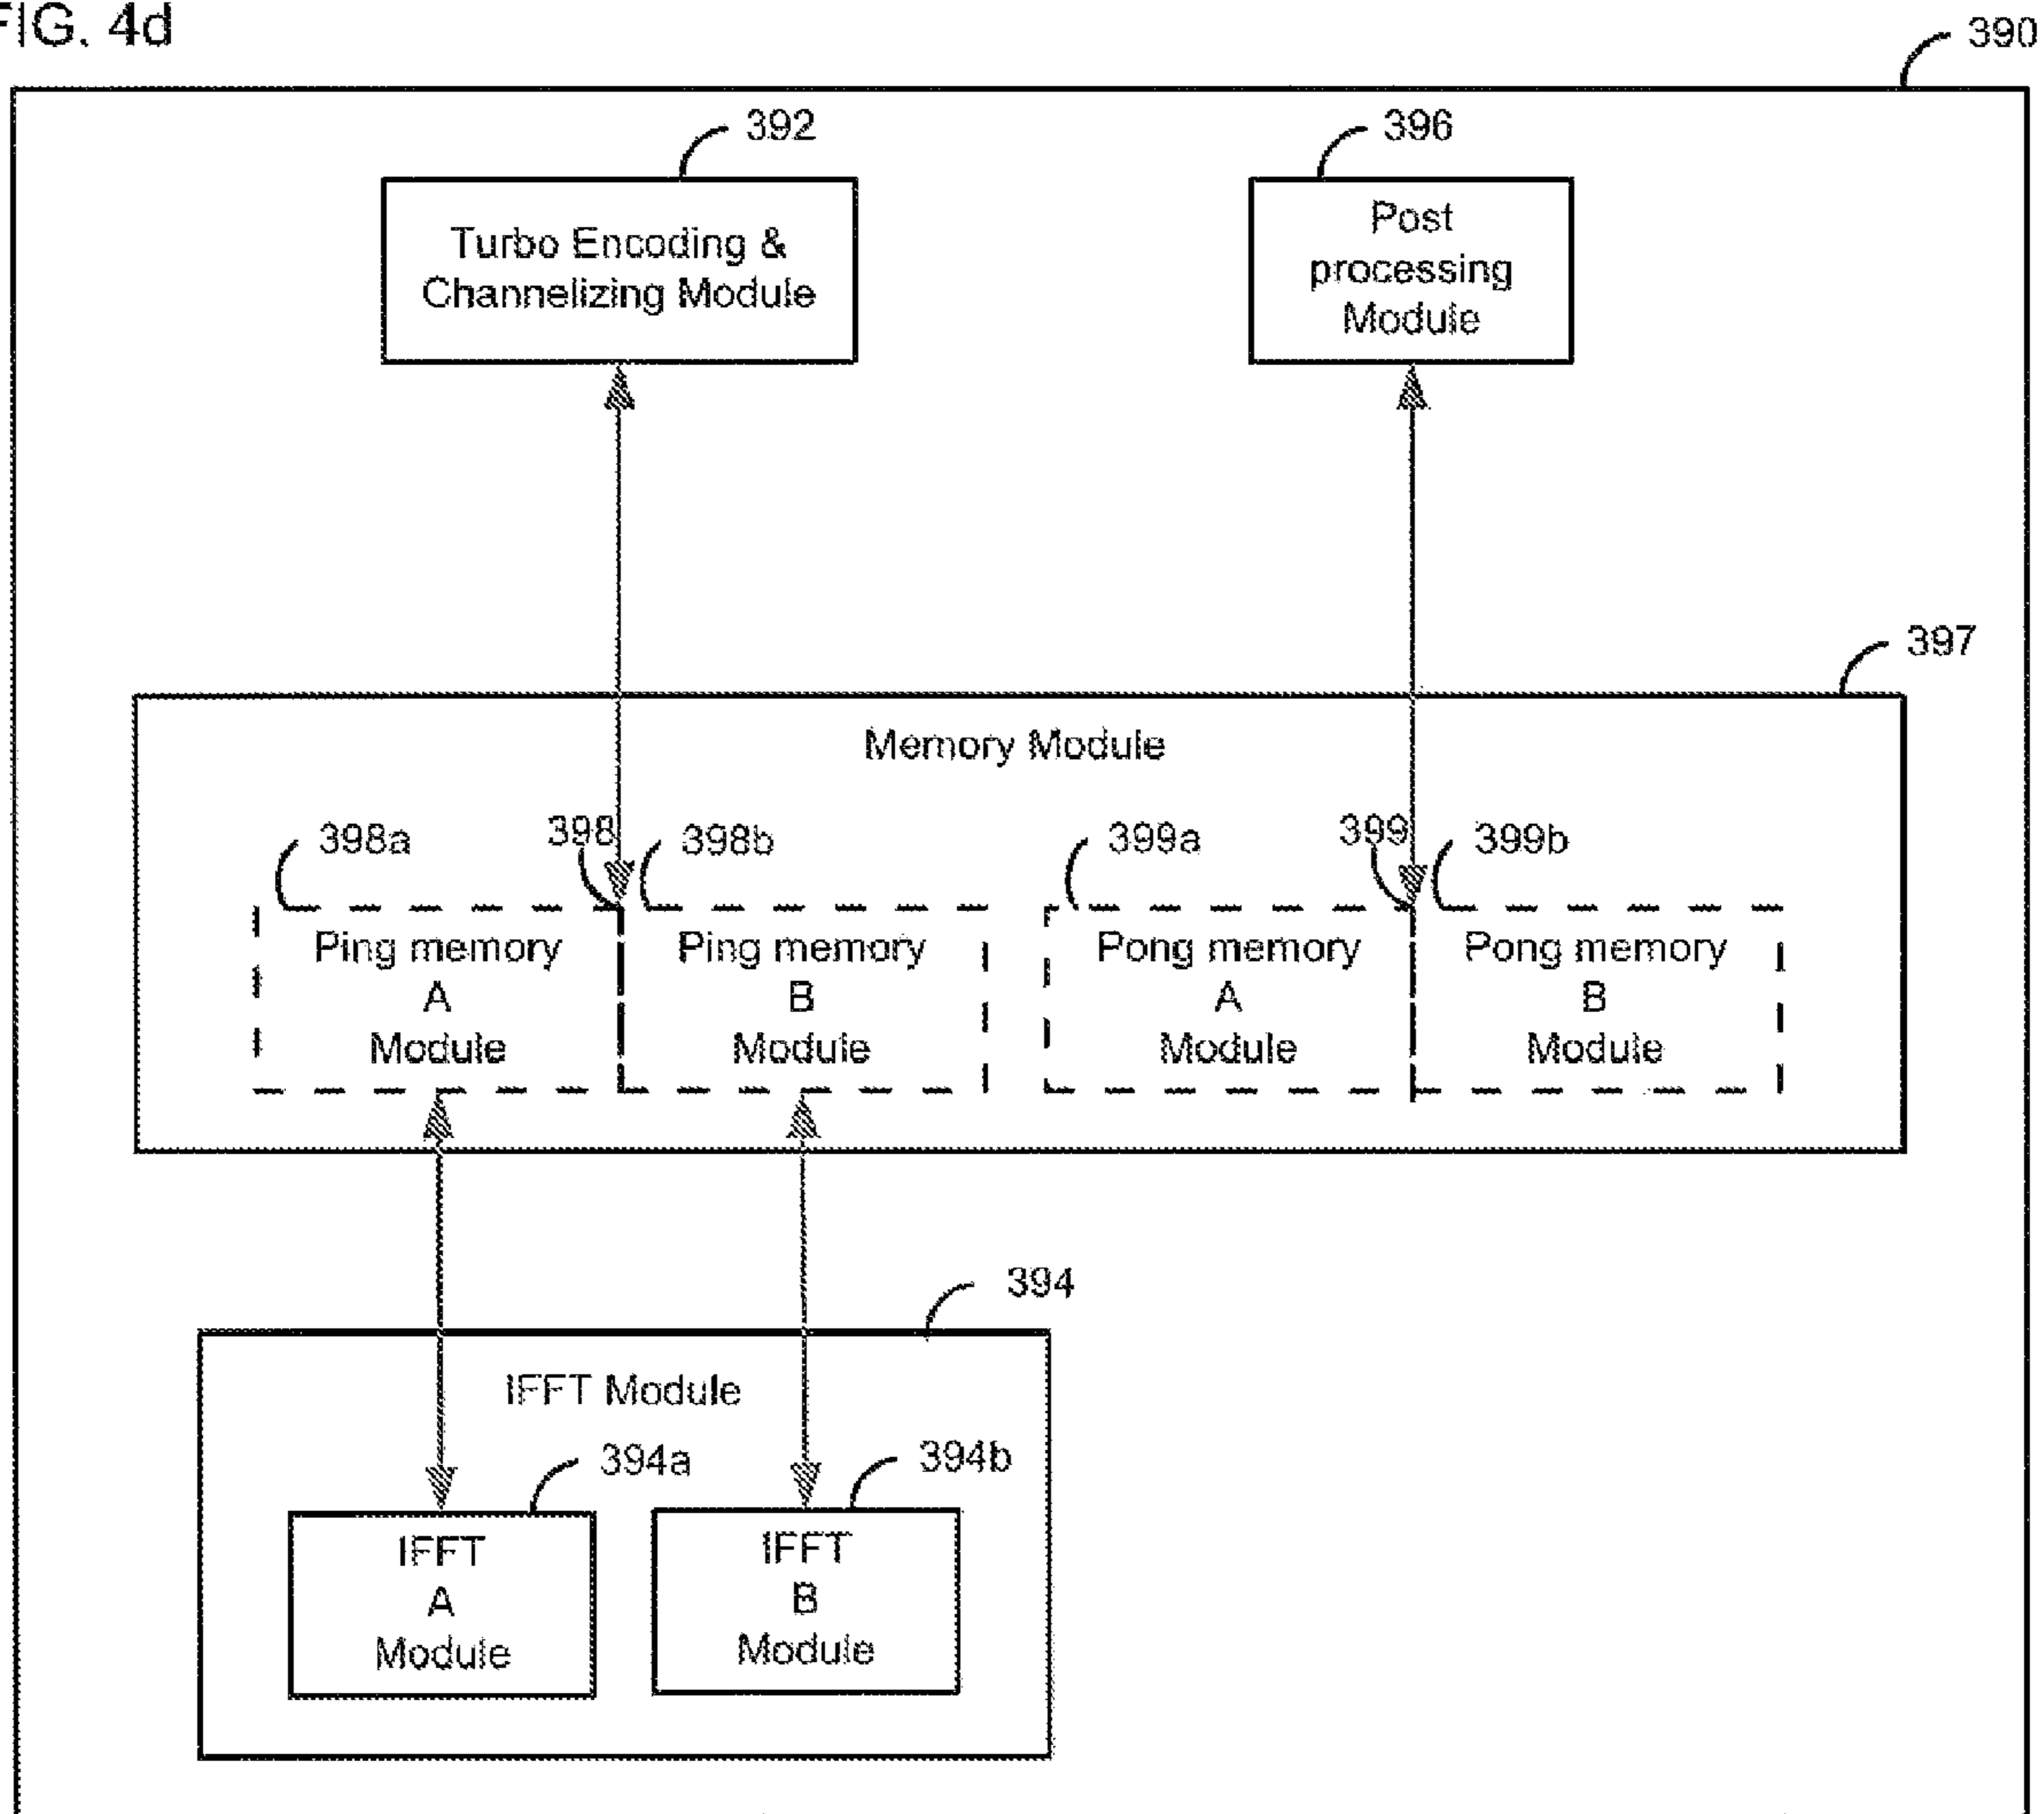 FIG. 4d
390
392
396
Turbo Encoding &
Channelizing Module
Post
processing
Module
397
Memory Module
398a
398
398b
399a
399
399b
Ping memory
A
Module
Ping memory
B
Module
Pong memory
A
Module
Pong memory
B
Module
394
IFFT Module
394a
394b
IFFT
A
Module
IFFT
B
Module